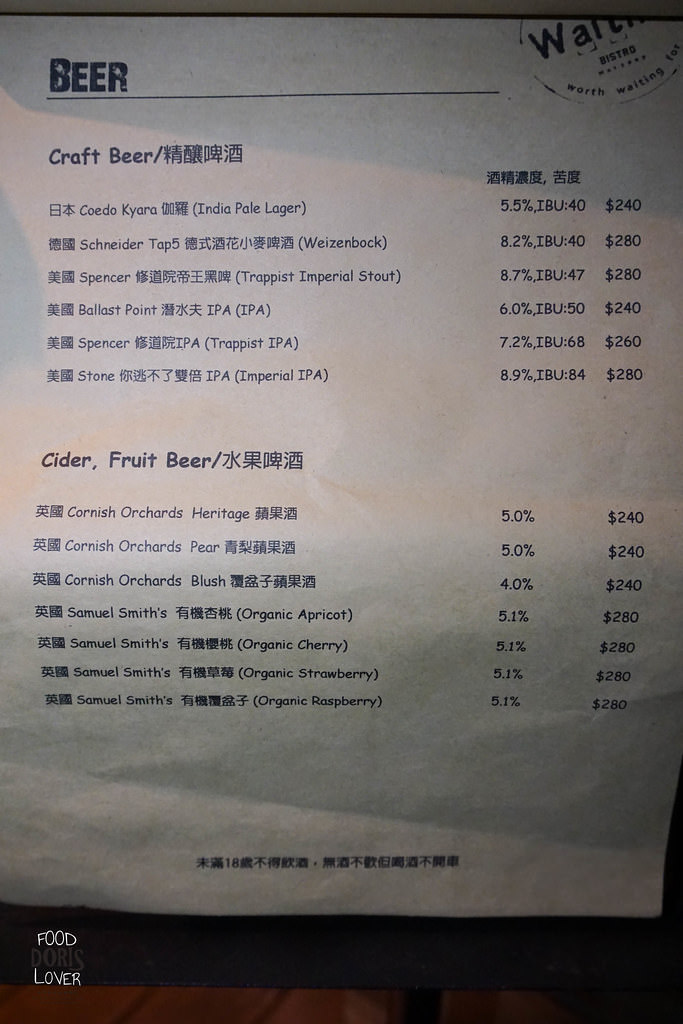 BEER
BISTRO
worth waiting for
Craft Beer/精釀啤酒
酒精濃度, 苦度
日本 Coedo Kyara 伽羅 (India Pale Lager) 5.5%,IBU:40 $240
德國 Schneider Tap5 德式酒花小麥啤酒 (Weizenbock) 8.2%,IBU:40 $280
美國 Spencer 修道院帝王黑啤 (Trappist Imperial Stout) 8.7%,IBU:47 $280
美國 Ballast Point 潛水夫 IPA (IPA) 6.0%,IBU:50 $240
美國 Spencer 修道院IPA (Trappist IPA) 7.2%,IBU:68 $260
美國 Stone 你逃不了雙倍 IPA (Imperial IPA) 8.9%,IBU:84 $280
Cider, Fruit Beer/水果啤酒
英國 Cornish Orchards Heritage 蘋果酒 5.0% $240
英國 Cornish Orchards Pear 青梨蘋果酒 5.0% $240
英國 Cornish Orchards Blush 覆盆子蘋果酒 4.0% $240
英國 Samuel Smith's 有機杏桃 (Organic Apricot) 5.1% $280
英國 Samuel Smith's 有機櫻桃 (Organic Cherry) 5.1% $280
英國 Samuel Smith's 有機草莓 (Organic Strawberry) 5.1% $280
英國 Samuel Smith's 有機覆盆子 (Organic Raspberry) 5.1% $280
未滿18歲不得飲酒，無酒不歡但喝酒不開車
FOOD
DORIS
LOVER